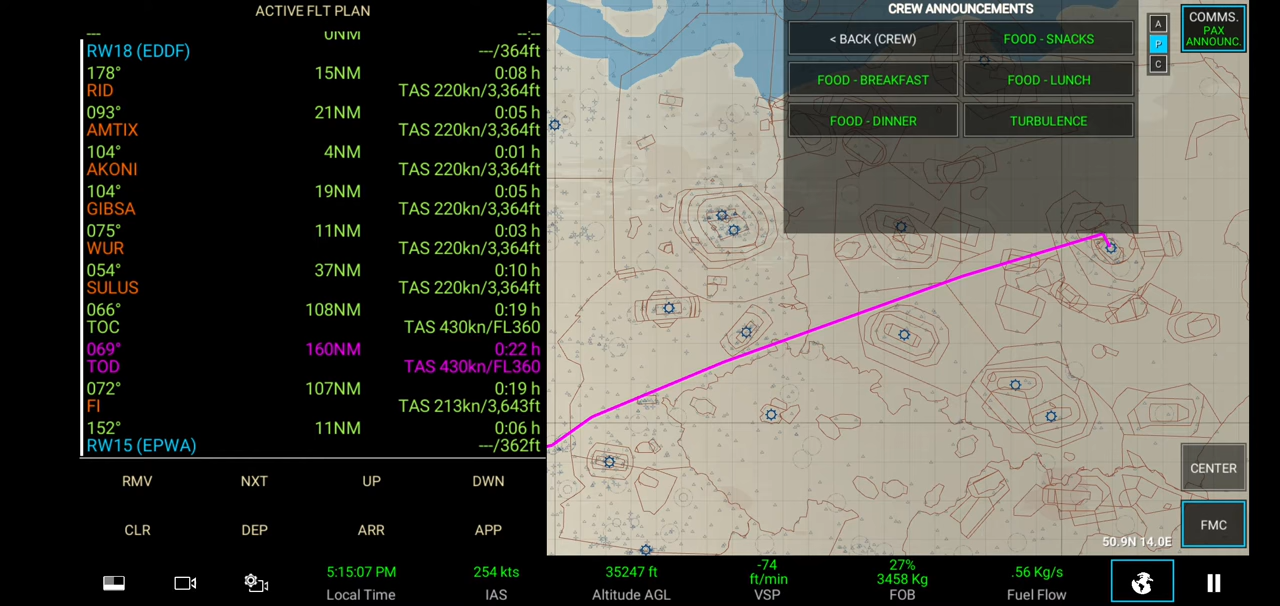 ACTIVE FLT PLAN
--- 0NM --:--
RW18 (EDDF) ---/364ft
178° 15NM 0:08 h
RID TAS 220kn/3,364ft
093° 21NM 0:05 h
AMTIX TAS 220kn/3,364ft
104° 4NM 0:01 h
AKONI TAS 220kn/3,364ft
104° 19NM 0:05 h
GIBSA TAS 220kn/3,364ft
075° 11NM 0:03 h
WUR TAS 220kn/3,364ft
054° 37NM 0:10 h
SULUS TAS 220kn/3,364ft
066° 108NM 0:19 h
TOC TAS 430kn/FL360
069° 160NM 0:22 h
TOD TAS 430kn/FL360
072° 107NM 0:19 h
FI TAS 213kn/3,643ft
152° 11NM 0:06 h
RW15 (EPWA) ---/362ft
RMV NXT UP DWN
CLR DEP ARR APP
CREW ANNOUNCEMENTS
< BACK (CREW) FOOD - SNACKS
FOOD - BREAKFAST FOOD - LUNCH
FOOD - DINNER TURBULENCE
A
P
C
COMMS.
PAX
ANNOUNC.
CENTER
FMC
50.9N 14.0E
5:15:07 PM
Local Time
254 kts
IAS
35247 ft
Altitude AGL
-74
ft/min
VSP
27%
3458 Kg
FOB
.56 Kg/s
Fuel Flow